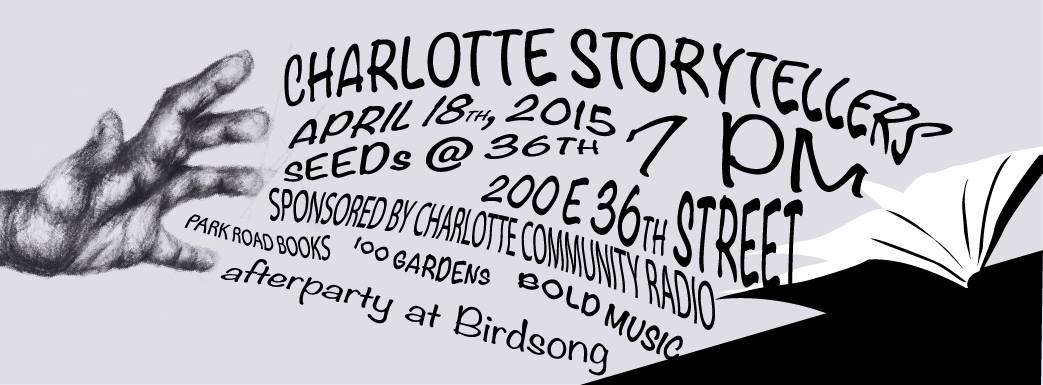 CHARLOTTE STORYTELLERS
APRIL 18TH, 2015
7 PM
SEEDs @ 36TH
200 E 36TH STREET
SPONSORED BY CHARLOTTE COMMUNITY RADIO
PARK ROAD BOOKS 100 GARDENS BOLD MUSIC
afterparty at Birdsong